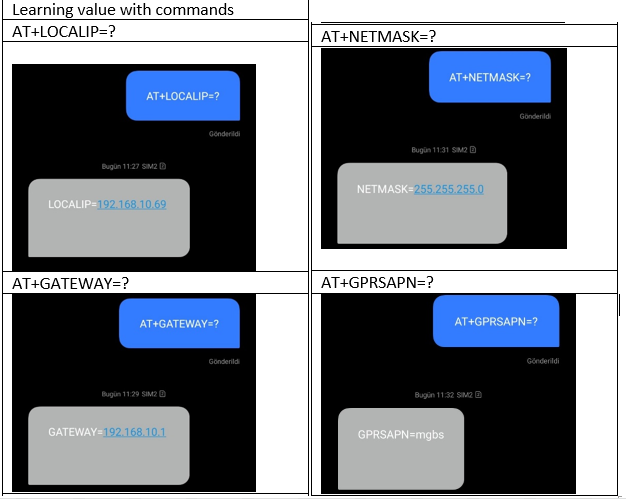 Learning value with commands
AT+LOCALIP=?
AT+LOCALIP=?
Gönderildi
Bugün 11:27 SIM2
LOCALIP=192.168.10.69
AT+NETMASK=?
AT+NETMASK=?
Gönderildi
Bugün 11:31 SIM2
NETMASK=255.255.255.0
AT+GATEWAY=?
AT+GATEWAY=?
Gönderildi
Bugün 11:29 SIM2
GATEWAY=192.168.10.1
AT+GPRSAPN=?
AT+GPRSAPN=?
Gönderildi
Bugün 11:32 SIM2
GPRSAPN=mgbs